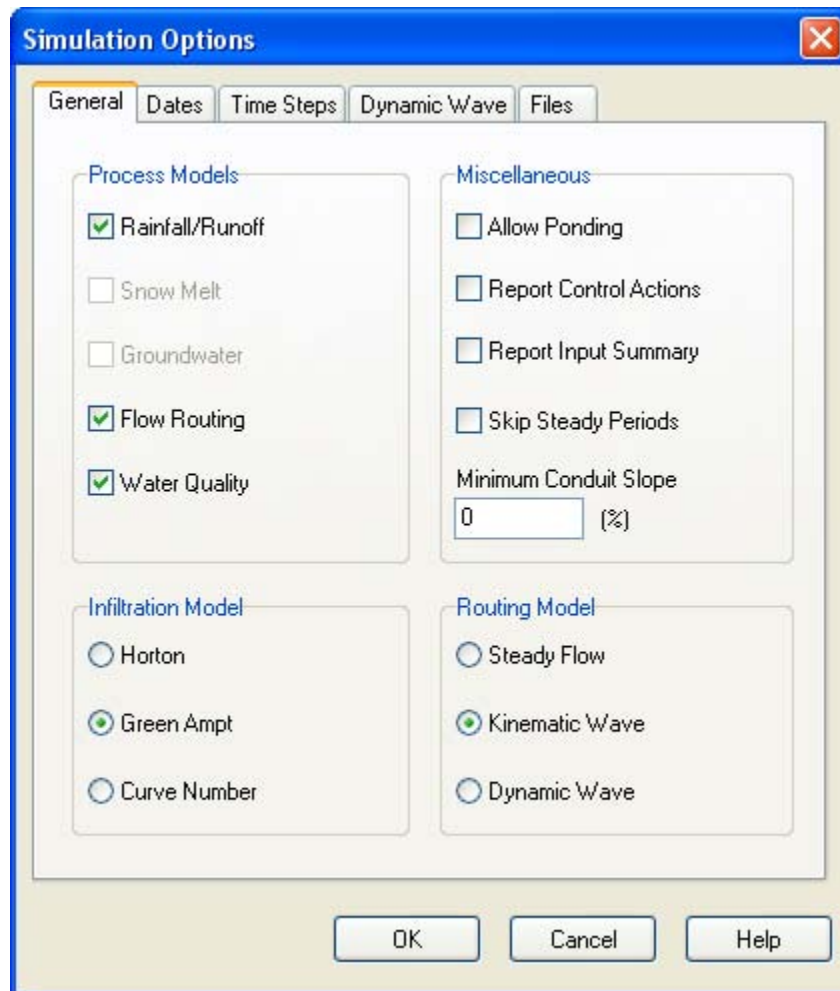 Simulation Options
General
Dates
Time Steps
Dynamic Wave
Files
Process Models
Rainfall/Runoff
Snow Melt
Groundwater
Flow Routing
Water Quality
Miscellaneous
Allow Ponding
Report Control Actions
Report Input Summary
Skip Steady Periods
Minimum Conduit Slope
0 (%)
Infiltration Model
Horton
Green Ampt
Curve Number
Routing Model
Steady Flow
Kinematic Wave
Dynamic Wave
OK
Cancel
Help